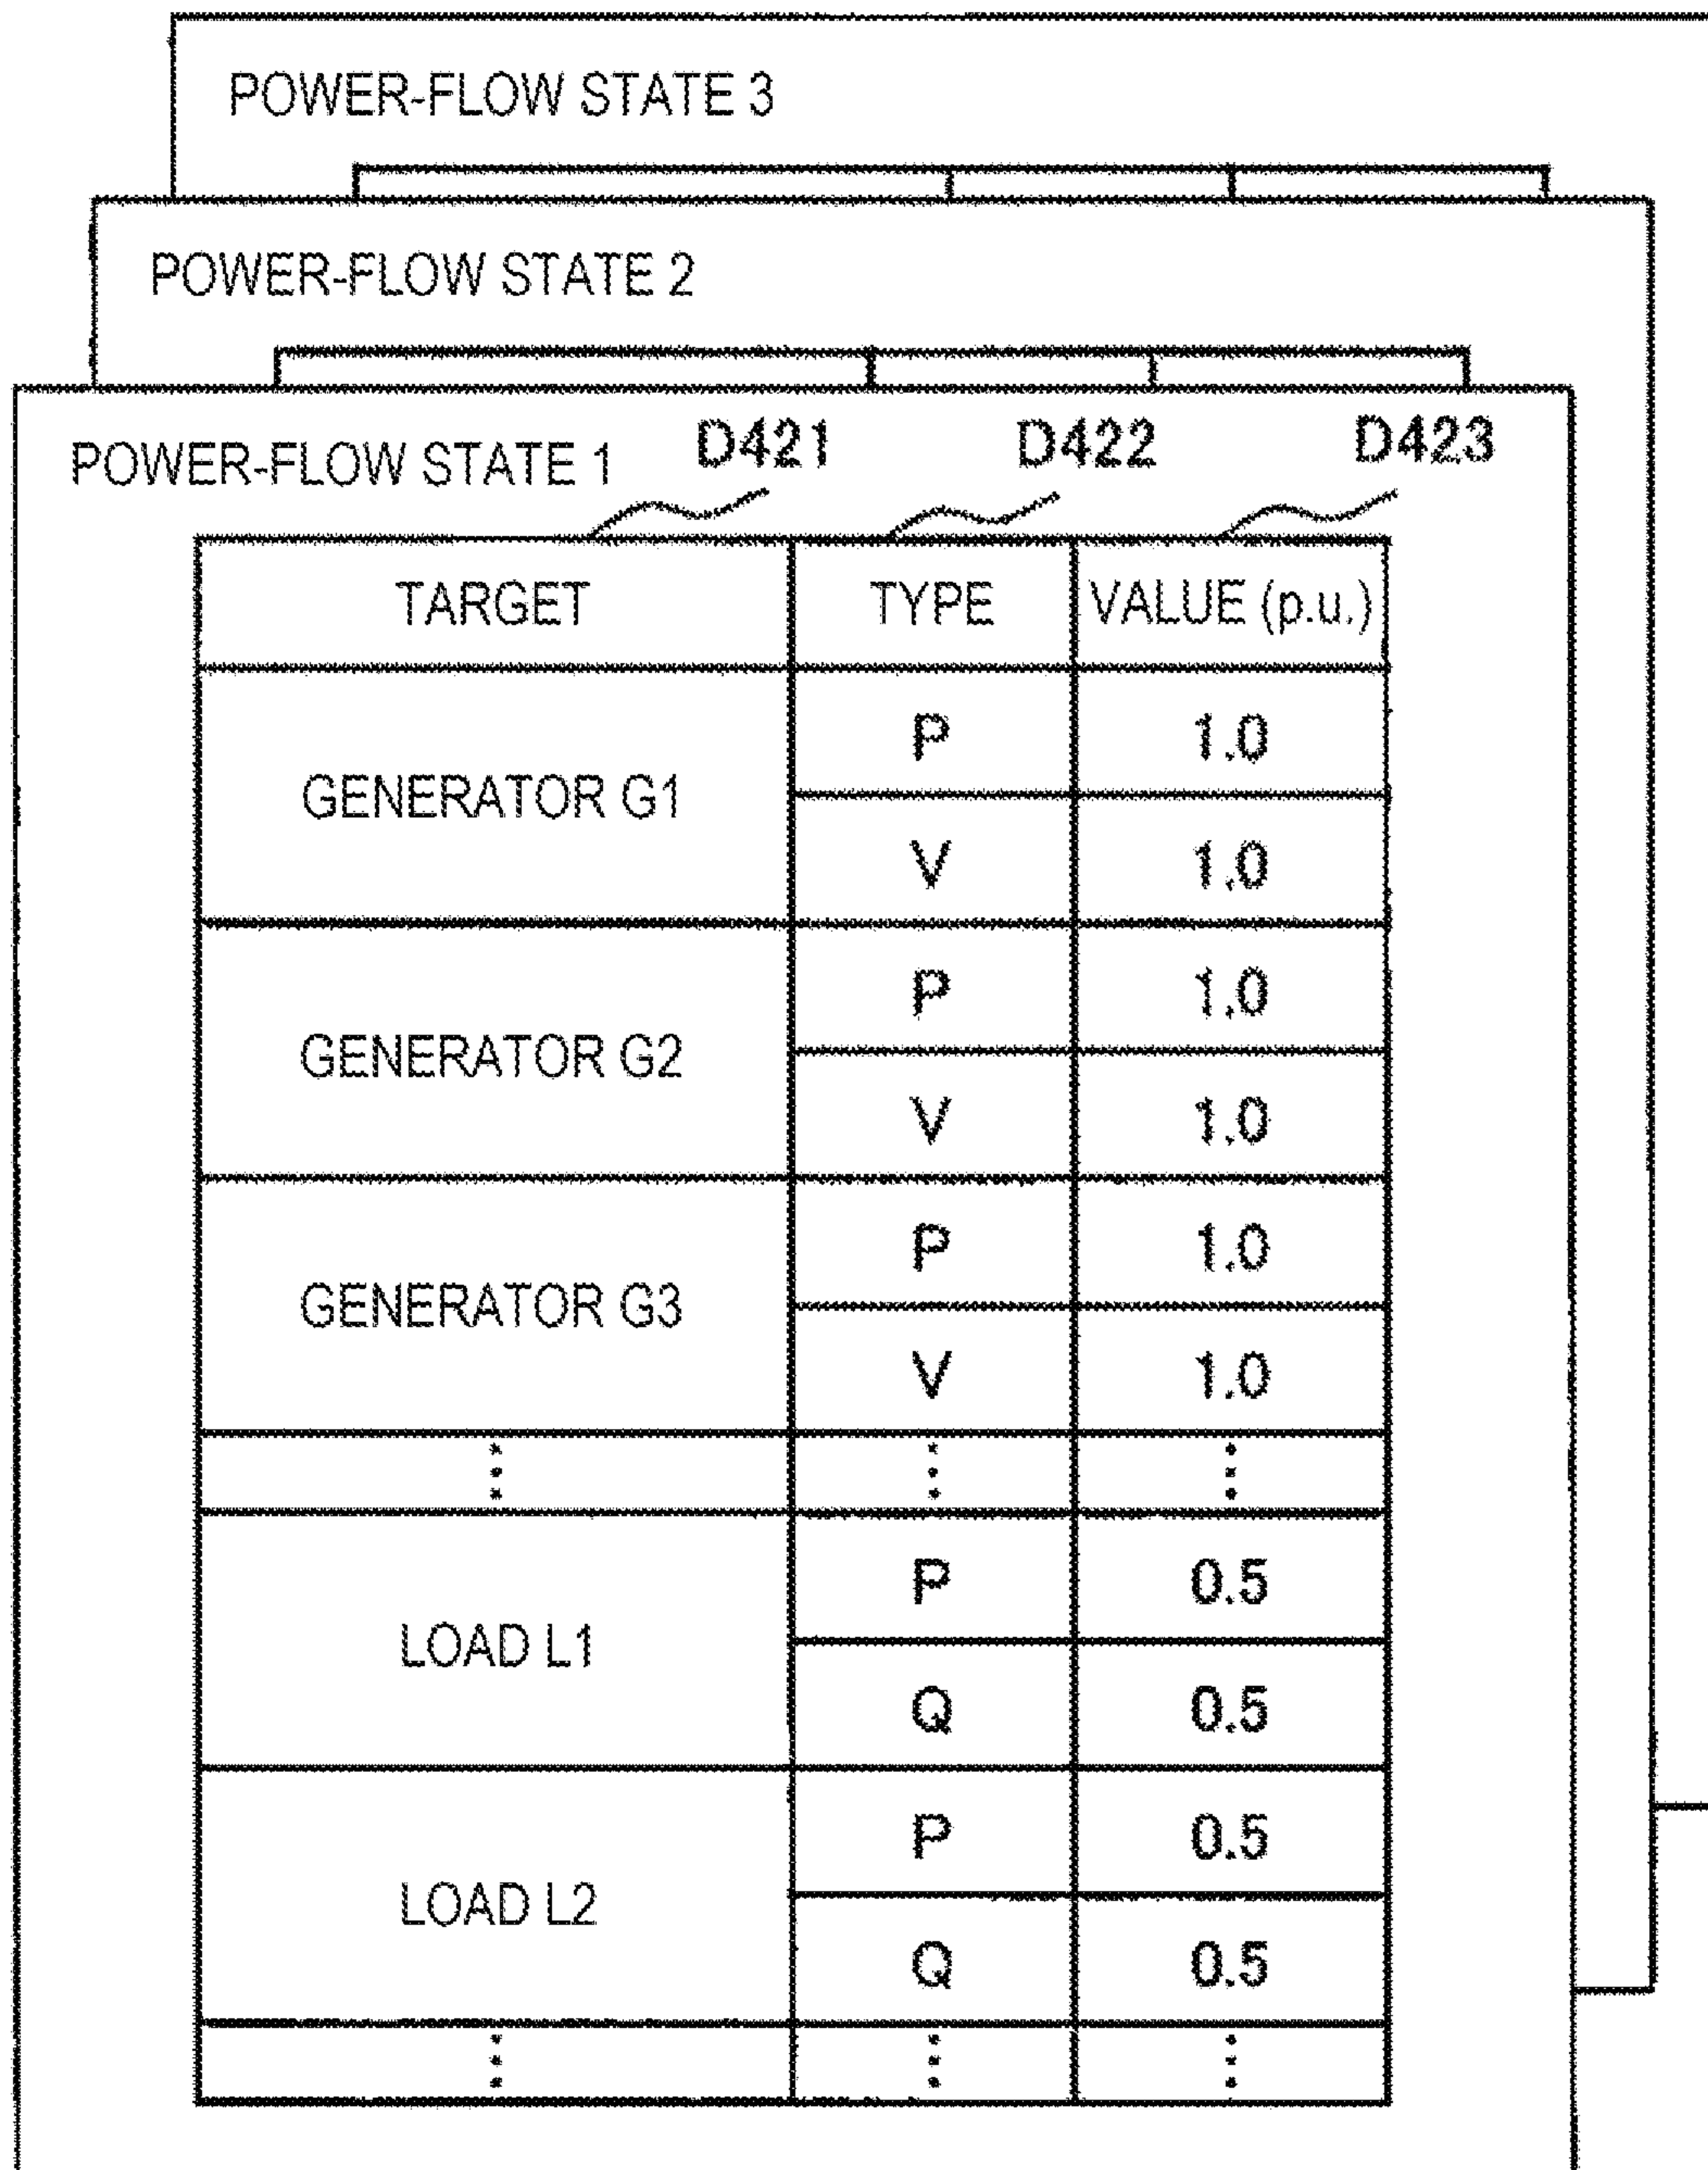 POWER-FLOW STATE 3
POWER-FLOW STATE 2
POWER-FLOW STATE 1 D421 D422 D423
TARGET TYPE VALUE (p.u.)
GENERATOR G1
P 1.0
V 1.0
GENERATOR G2
P 1.0
V 1.0
GENERATOR G3
P 1.0
V 1.0
⋮ ⋮ ⋮
LOAD L1
P 0.5
Q 0.5
LOAD L2
P 0.5
Q 0.5
⋮ ⋮ ⋮